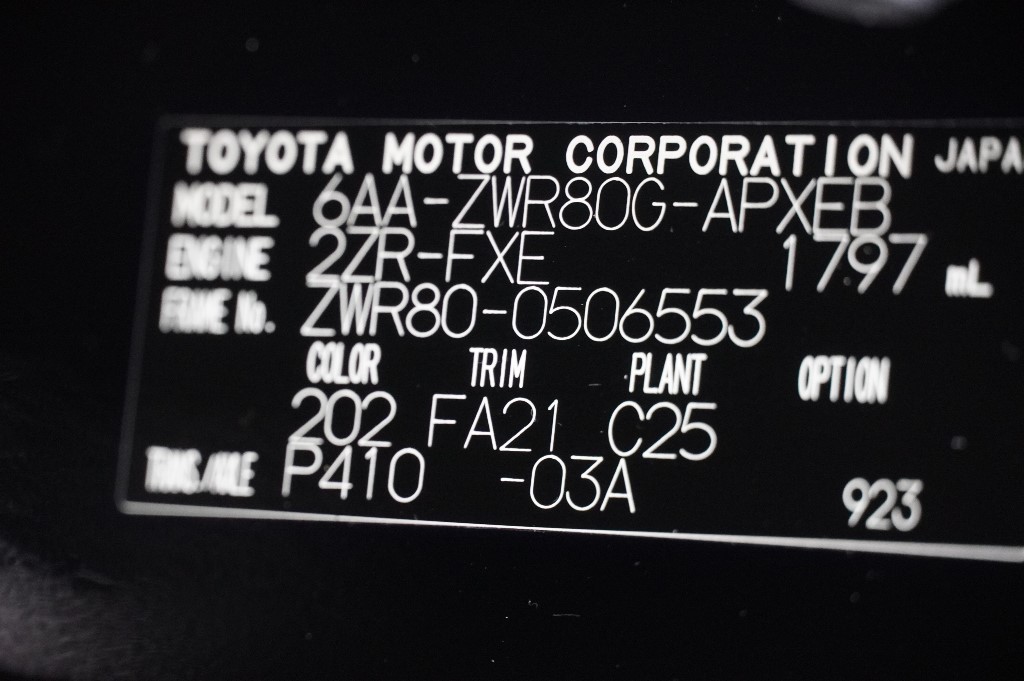 TOYOTA MOTOR CORPORATION JAPA
MODEL 6AA-ZWR80G-APXEB
ENGINE 2ZR-FXE 1797 mL
FRAME No. ZWR80-0506553
COLOR TRIM PLANT OPTION
202 FA21 C25
TRANS/AXLE P410 -03A 923